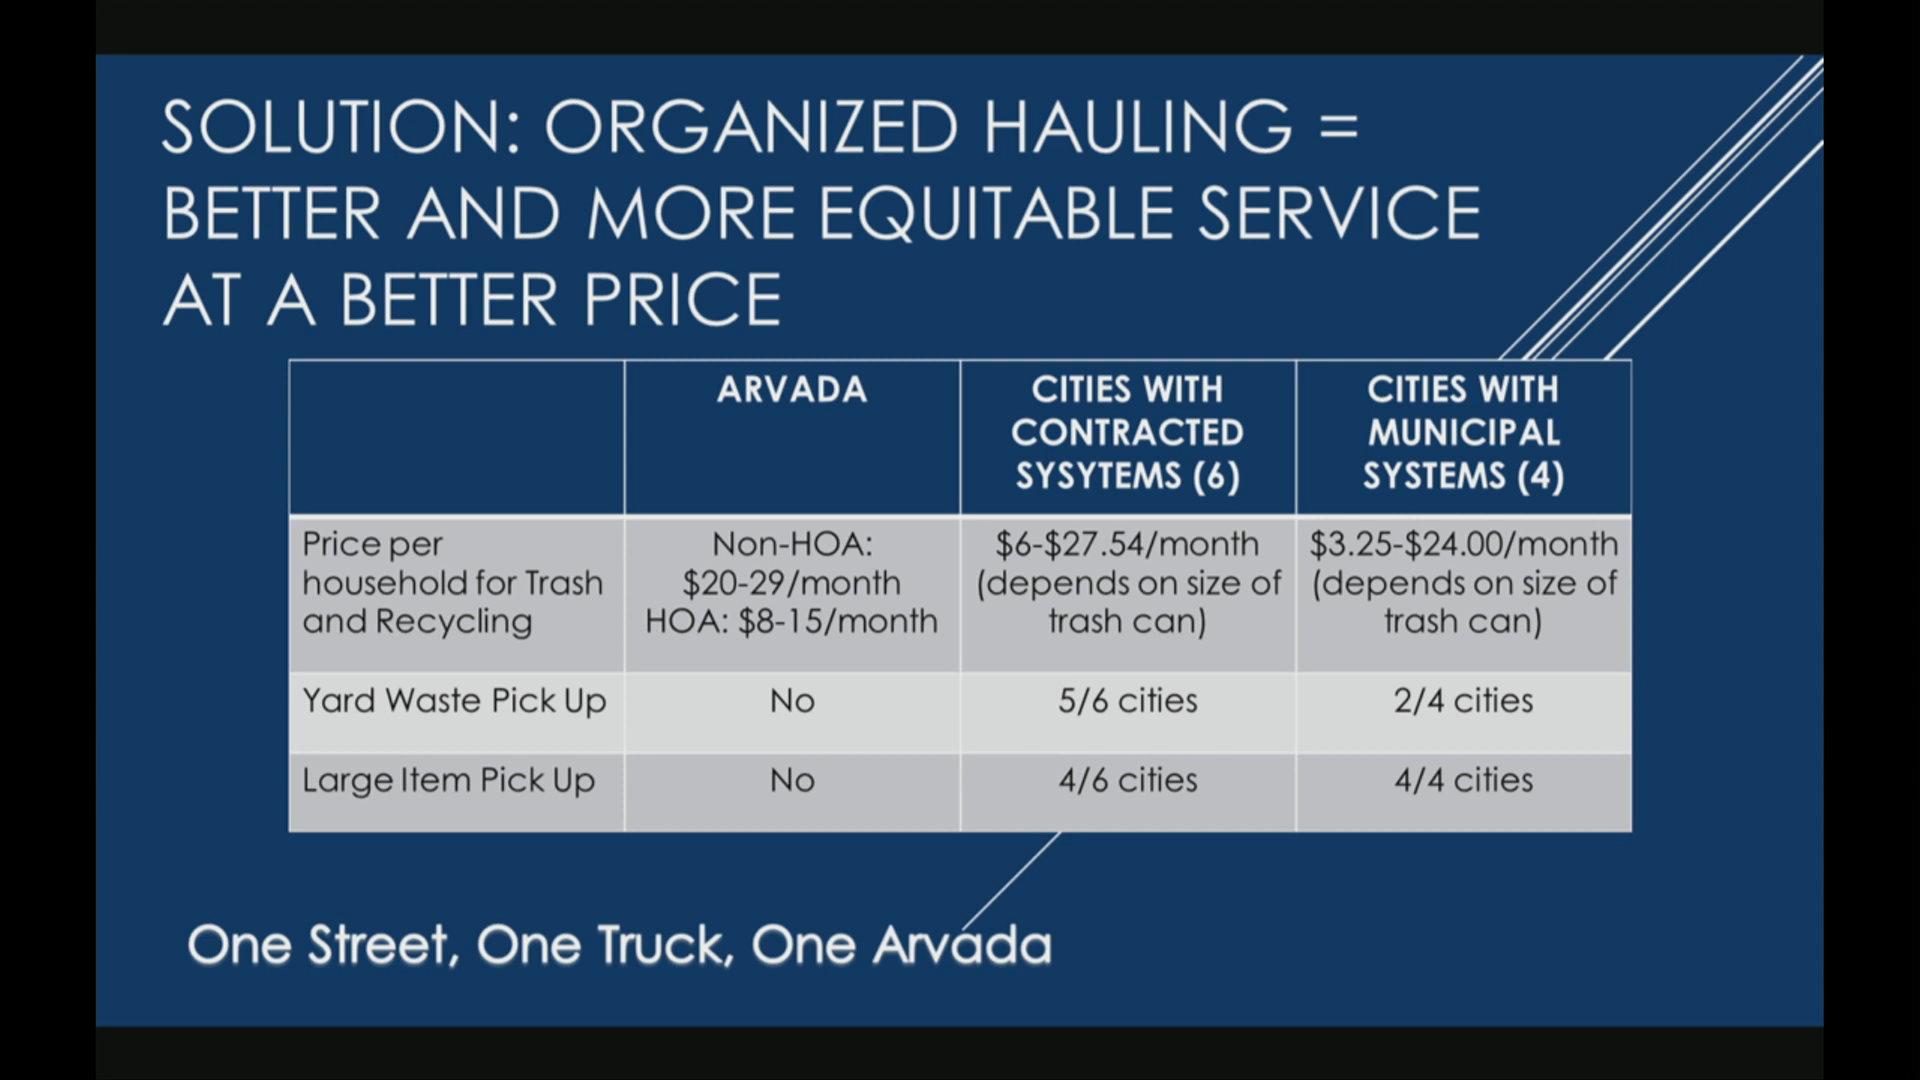 SOLUTION: ORGANIZED HAULING =
BETTER AND MORE EQUITABLE SERVICE
AT A BETTER PRICE
ARVADA
CITIES WITH
CONTRACTED
SYSYTEMS (6)
CITIES WITH
MUNICIPAL
SYSTEMS (4)
Price per
household for Trash
and Recycling
Non-HOA:
$20-29/month
HOA: $8-15/month
$6-$27.54/month
(depends on size of
trash can)
$3.25-$24.00/month
(depends on size of
trash can)
Yard Waste Pick Up
No
5/6 cities
2/4 cities
Large Item Pick Up
No
4/6 cities
4/4 cities
One Street, One Truck, One Arvada